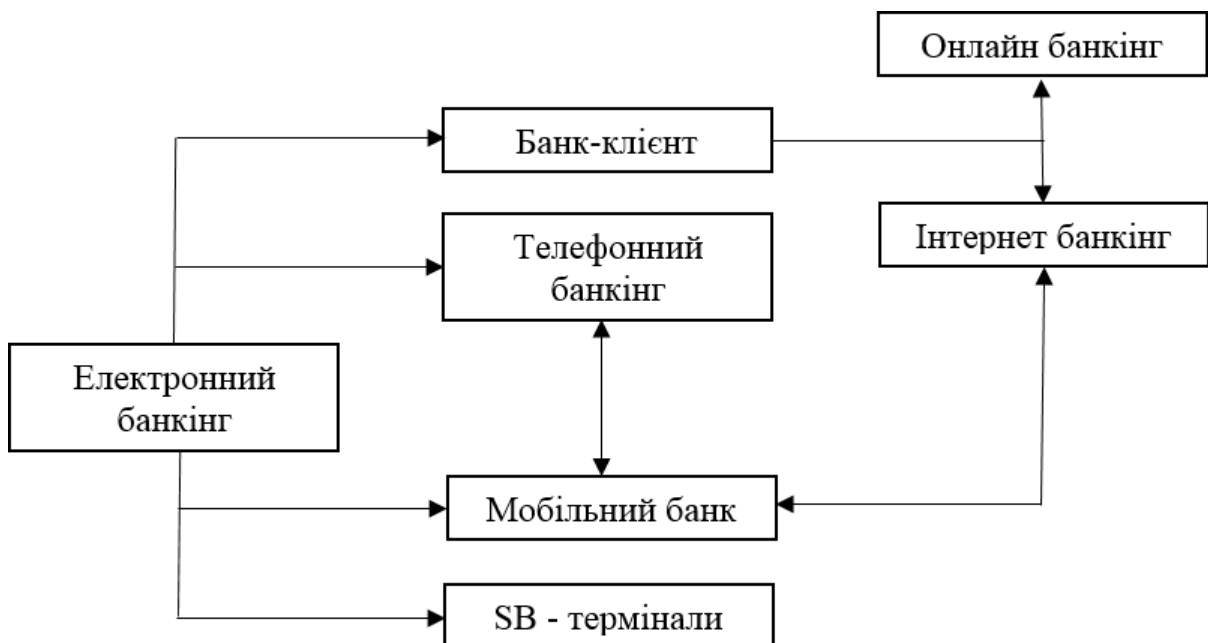 Онлайн банкінг
Банк-клієнт
Телефонний
банкінг
Інтернет банкінг
Електронний
банкінг
Мобільний банк
SB - термінали